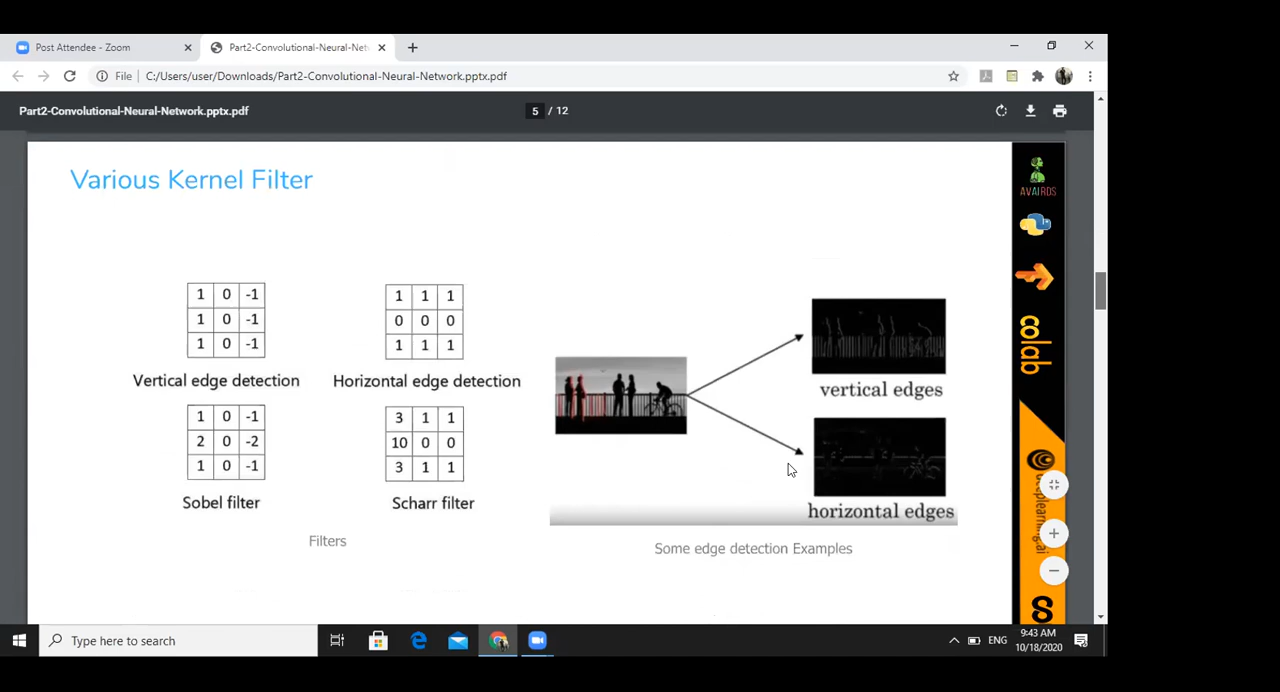 Post Attendee - Zoom
Part2-Convolutional-Neural-Net
File
C:/Users/user/Downloads/Part2-Convolutional-Neural-Network.pptx.pdf
Part2-Convolutional-Neural-Network.pptx.pdf
5 / 12
Various Kernel Filter
AVAIRDS
1 0 -1
1 0 -1
1 0 -1
Vertical edge detection
1 1 1
0 0 0
1 1 1
Horizontal edge detection
1 0 -1
2 0 -2
1 0 -1
Sobel filter
3 1 1
10 0 0
3 1 1
Scharr filter
Filters
vertical edges
horizontal edges
Some edge detection Examples
colab
deeplearning.ai
Type here to search
ENG
9:43 AM
10/18/2020